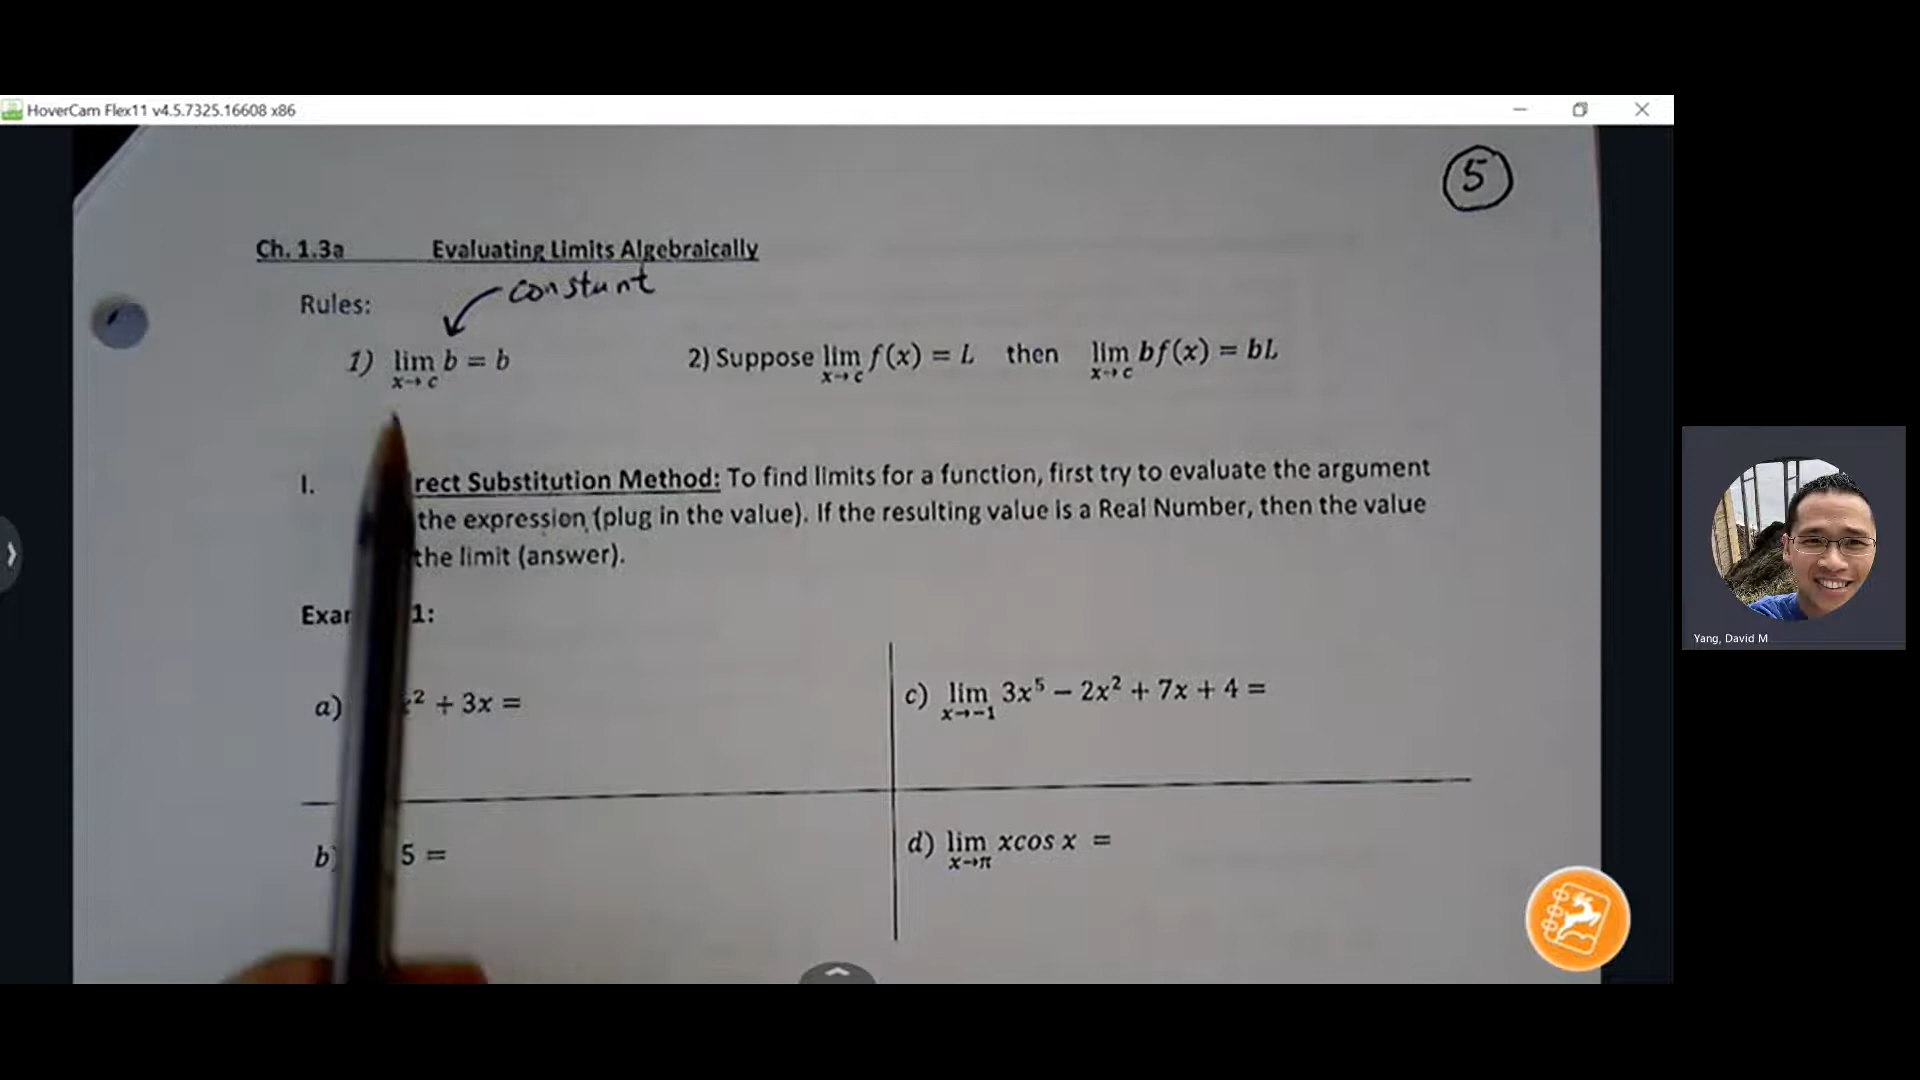 HoverCam Flex11 v4.5.7325.16608 x86
5
Ch. 1.3a Evaluating Limits Algebraically
constant
Rules:
1) lim b = b 2) Suppose lim f(x) = L then lim bf(x) = bL
x→c x→c x→c
I. rect Substitution Method: To find limits for a function, first try to evaluate the argument
the expression (plug in the value). If the resulting value is a Real Number, then the value
the limit (answer).
Exar 1:
a) ² + 3x =
c) lim 3x⁵ − 2x² + 7x + 4 =
x→−1
b) 5 =
d) lim xcos x =
x→π
Yang, David M